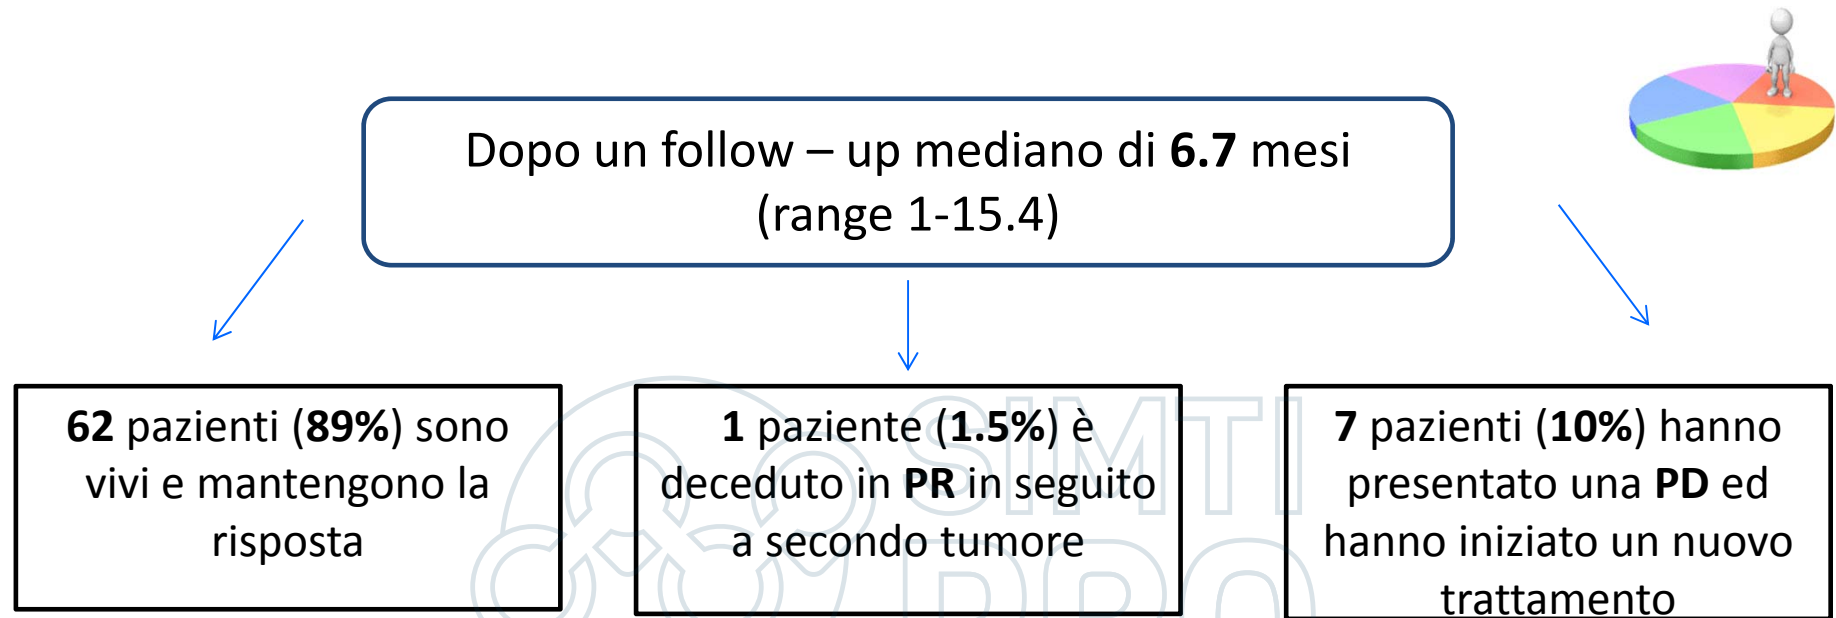 Dopo un follow – up mediano di 6.7 mesi
(range 1-15.4)
62 pazienti (89%) sono
vivi e mantengono la
risposta
1 paziente (1.5%) è
deceduto in PR in seguito
a secondo tumore
7 pazienti (10%) hanno
presentato una PD ed
hanno iniziato un nuovo
trattamento
SIMTI
PRO